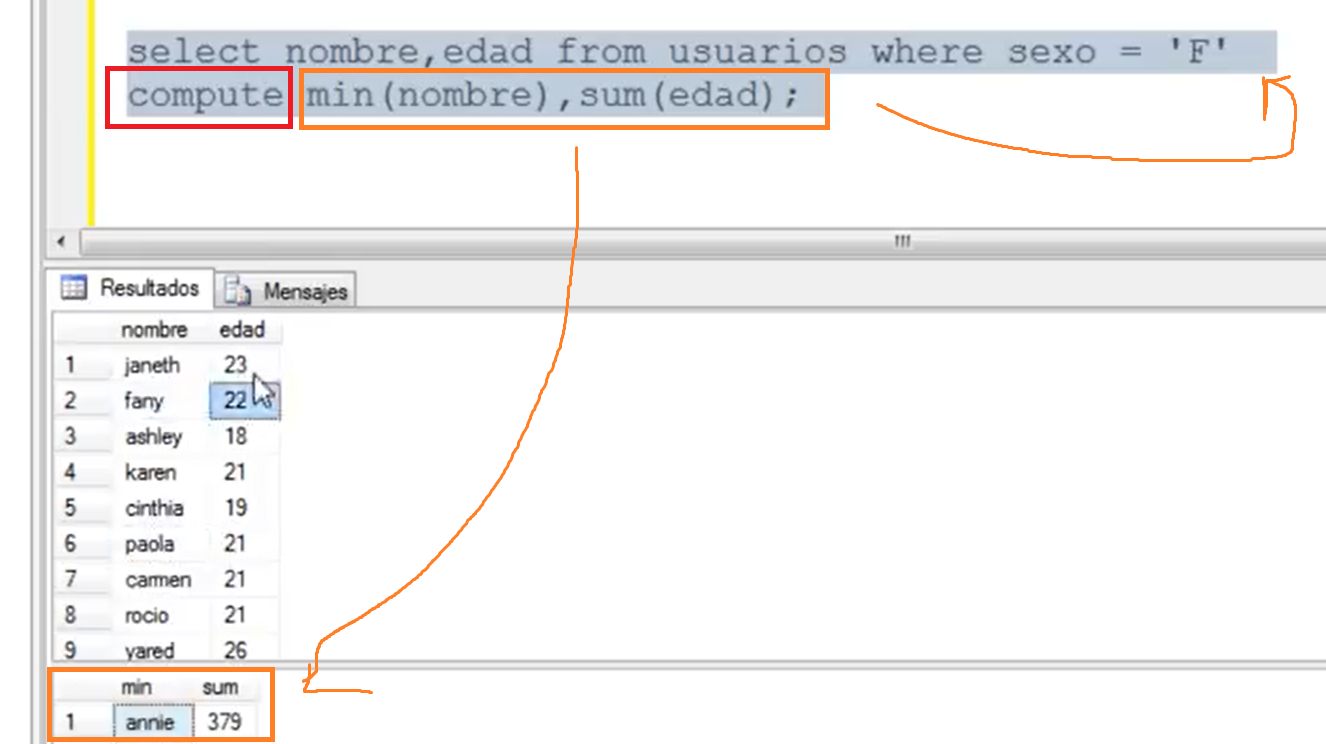 select nombre,edad from usuarios where sexo = 'F'
compute min(nombre),sum(edad);
Resultados Mensajes
nombre edad
1 janeth 23
2 fany 22
3 ashley 18
4 karen 21
5 cinthia 19
6 paola 21
7 carmen 21
8 rocio 21
9 yared 26
min sum
1 annie 379